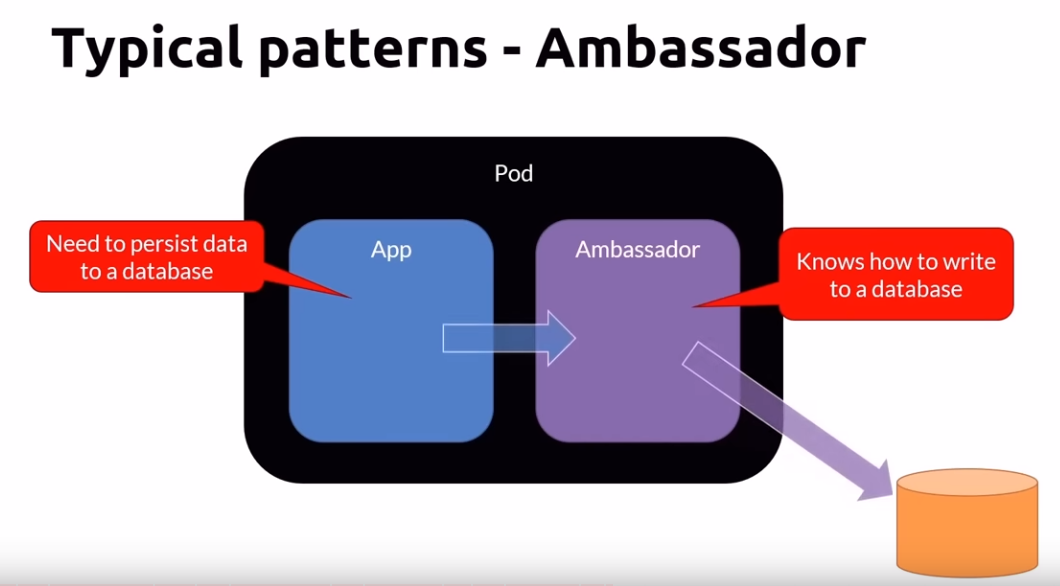 Typical patterns - Ambassador
Pod
Need to persist data
to a database
App
Ambassador
Knows how to write
to a database